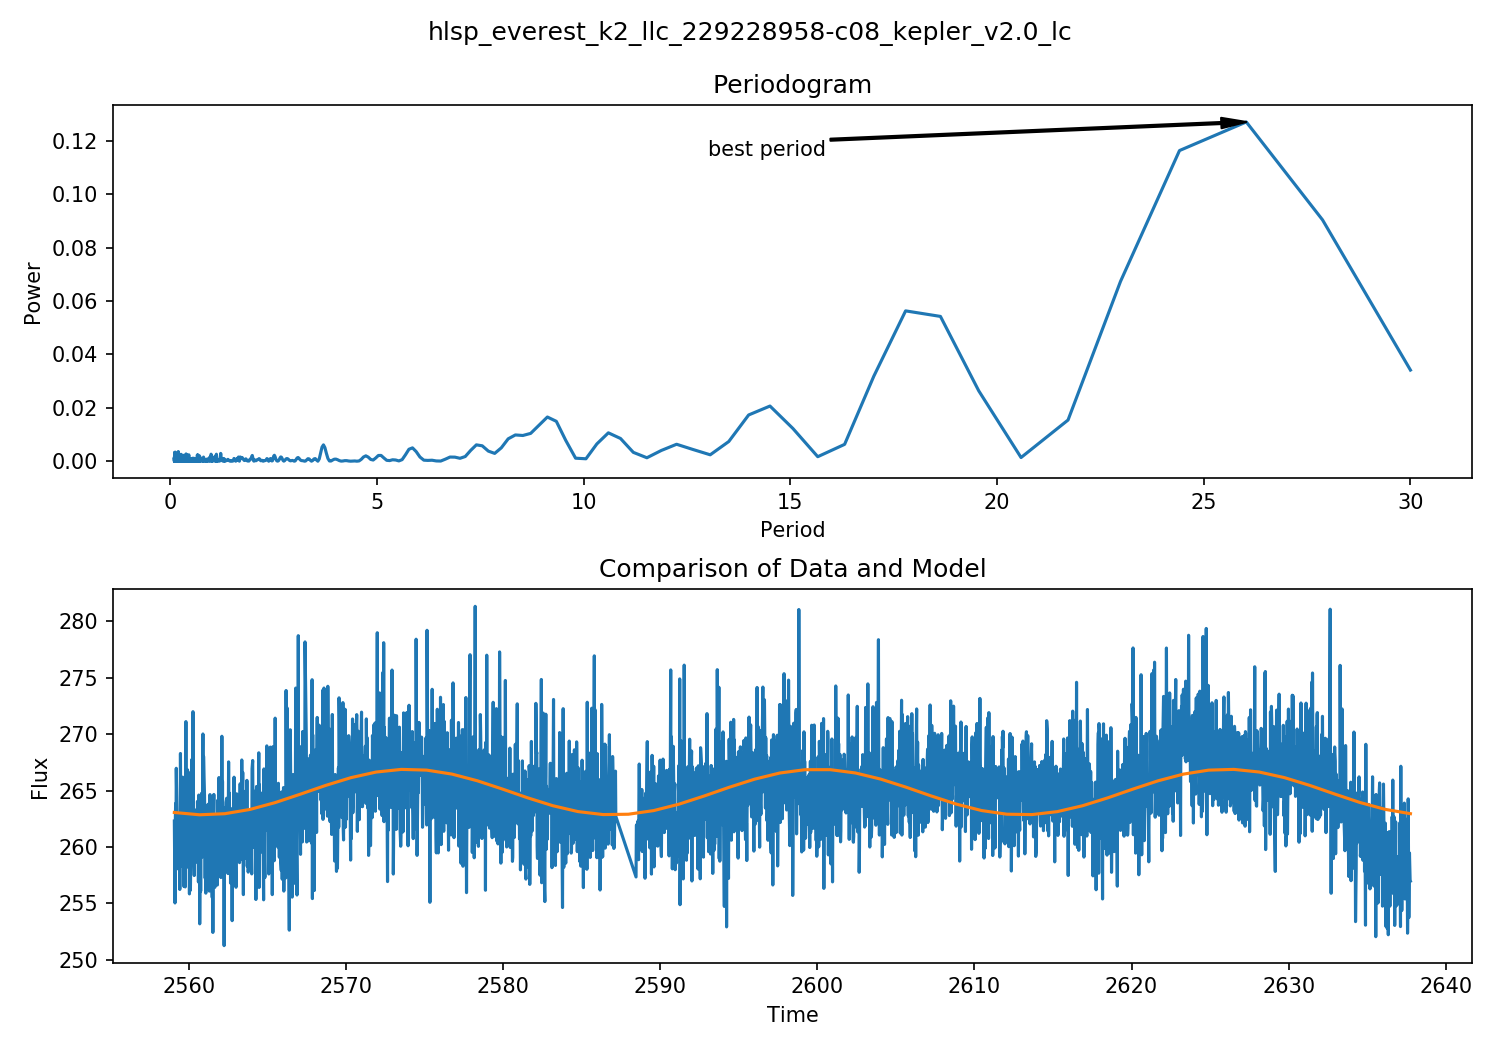 hlsp_everest_k2_llc_229228958-c08_kepler_v2.0_lc
Periodogram
best period
Power
0.12
0.10
0.08
0.06
0.04
0.02
0.00
0 5 10 15 20 25 30
Period
Comparison of Data and Model
Flux
280
275
270
265
260
255
250
2560 2570 2580 2590 2600 2610 2620 2630 2640
Time